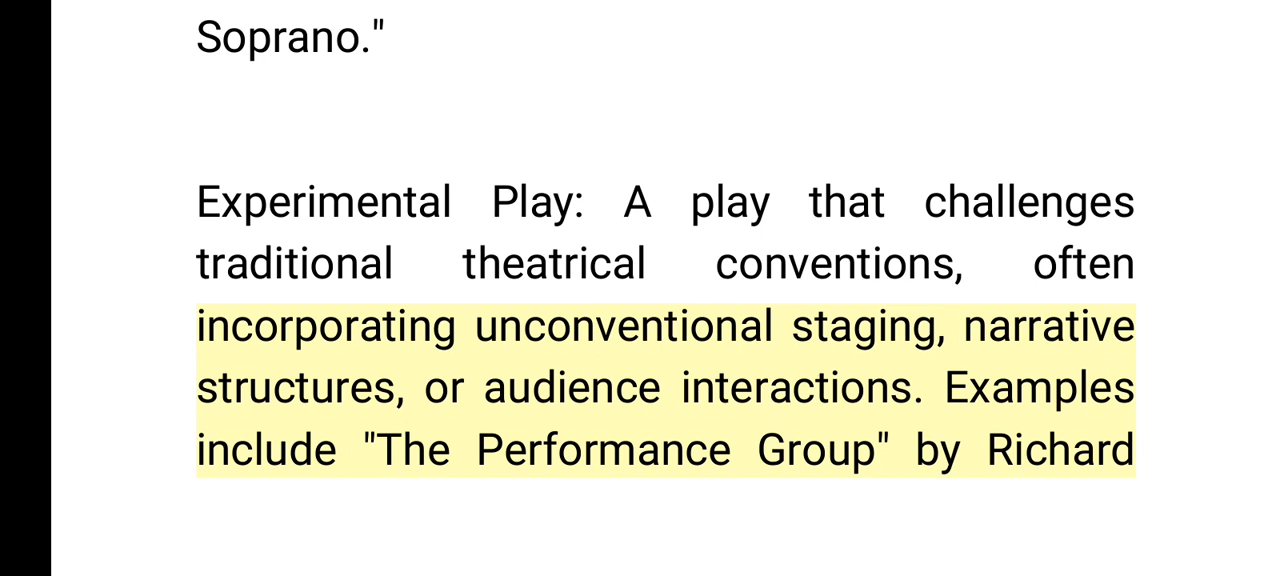 Soprano."
Experimental Play: A play that challenges
traditional theatrical conventions, often
incorporating unconventional staging, narrative
structures, or audience interactions. Examples
include "The Performance Group" by Richard